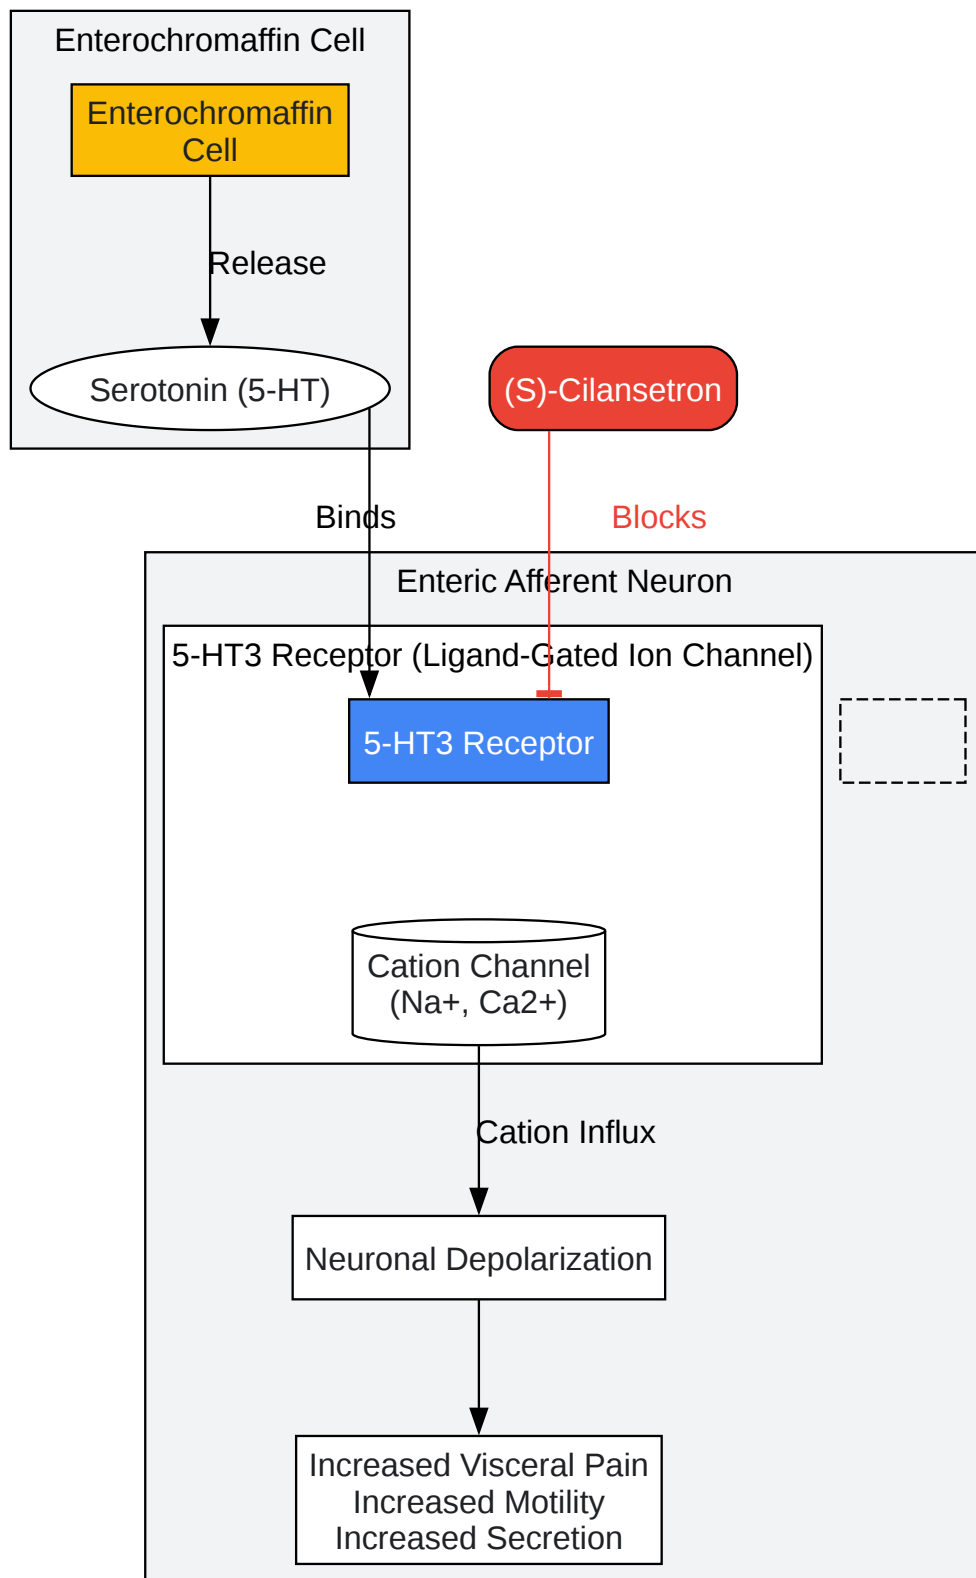 Enterochromaffin Cell
Enterochromaffin
Cell
Release
Serotonin (5-HT)
(S)-Cilansetron
Binds
Blocks
Enteric Afferent Neuron
5-HT3 Receptor (Ligand-Gated Ion Channel)
5-HT3 Receptor
Cation Channel
(Na+, Ca2+)
Cation Influx
Neuronal Depolarization
Increased Visceral Pain
Increased Motility
Increased Secretion